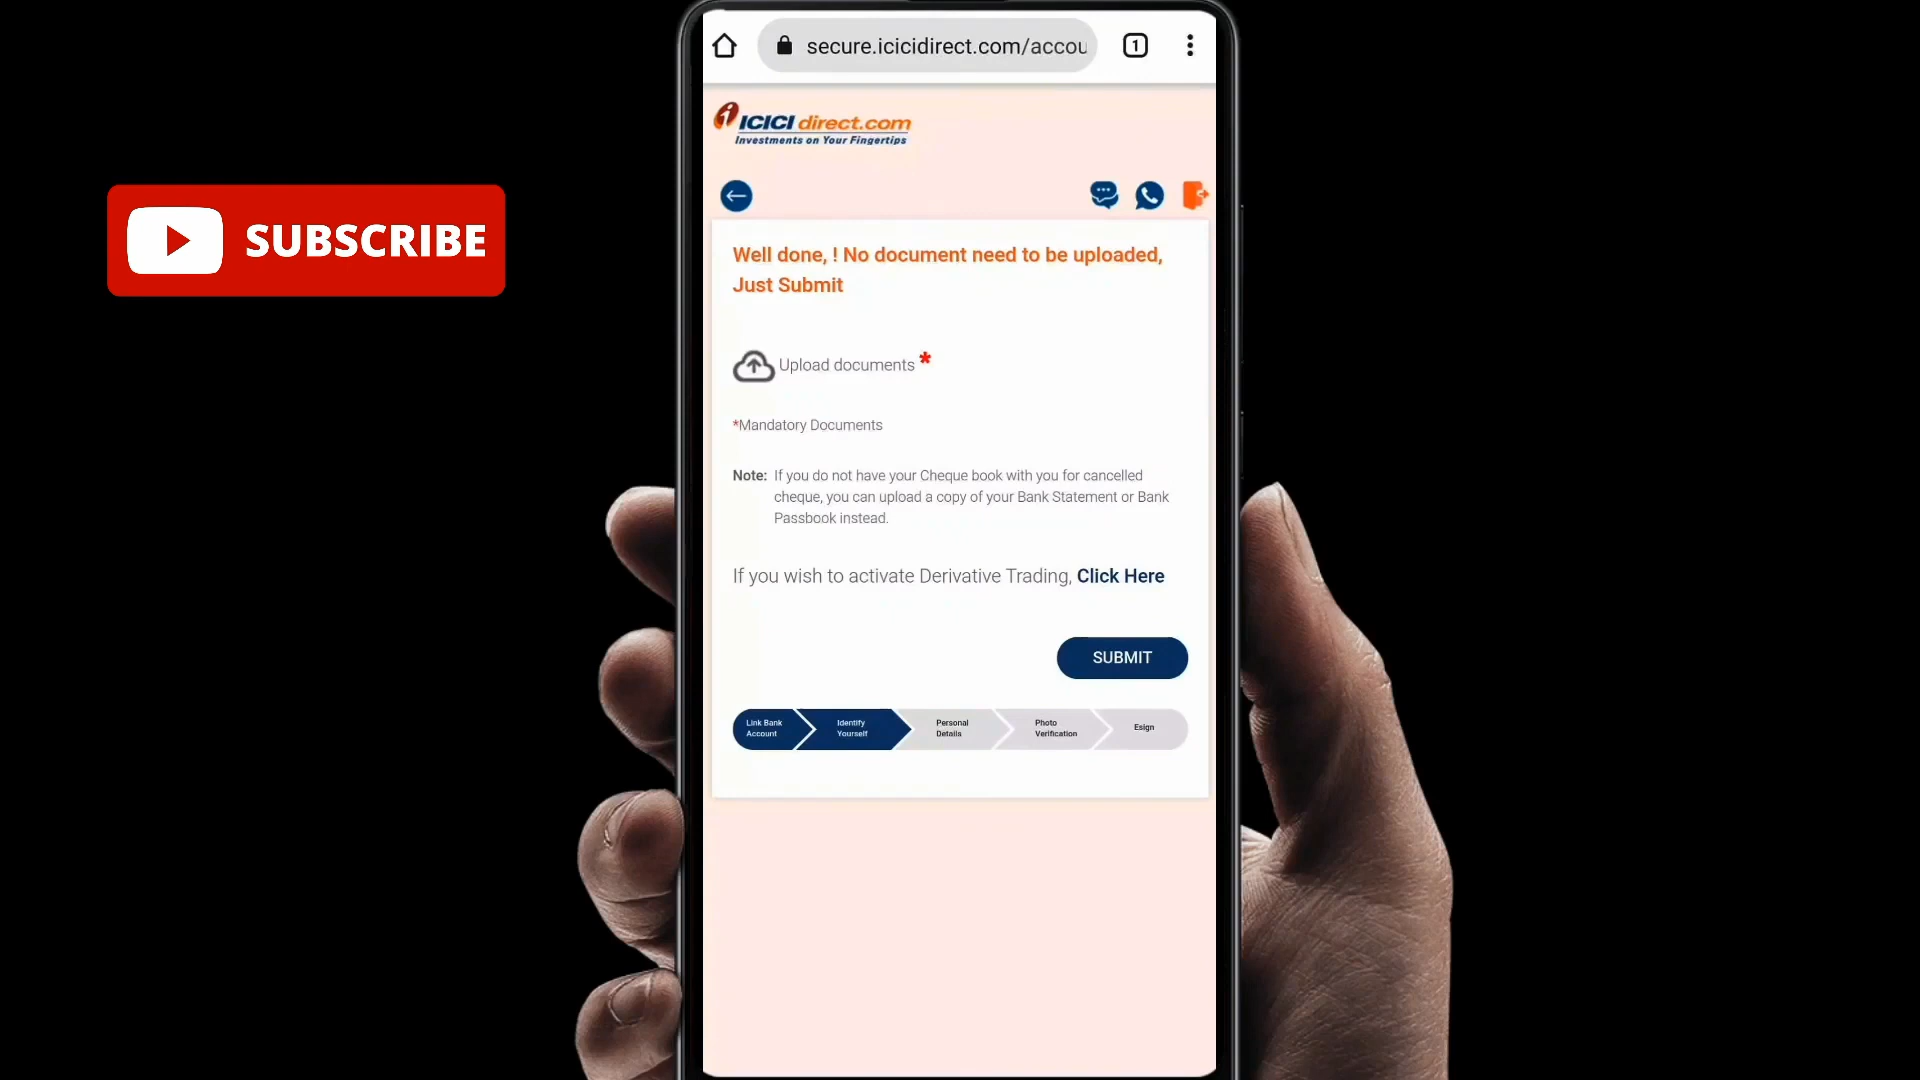 secure.icicidirect.com/accou
1
ICICI direct.com
Investments on Your Fingertips
SUBSCRIBE
Well done, ! No document need to be uploaded,
Just Submit
Upload documents *
*Mandatory Documents
Note: If you do not have your Cheque book with you for cancelled
cheque, you can upload a copy of your Bank Statement or Bank
Passbook instead.
If you wish to activate Derivative Trading, Click Here
SUBMIT
Link Bank
Account
Identify
Yourself
Personal
Details
Photo
Verification
Esign